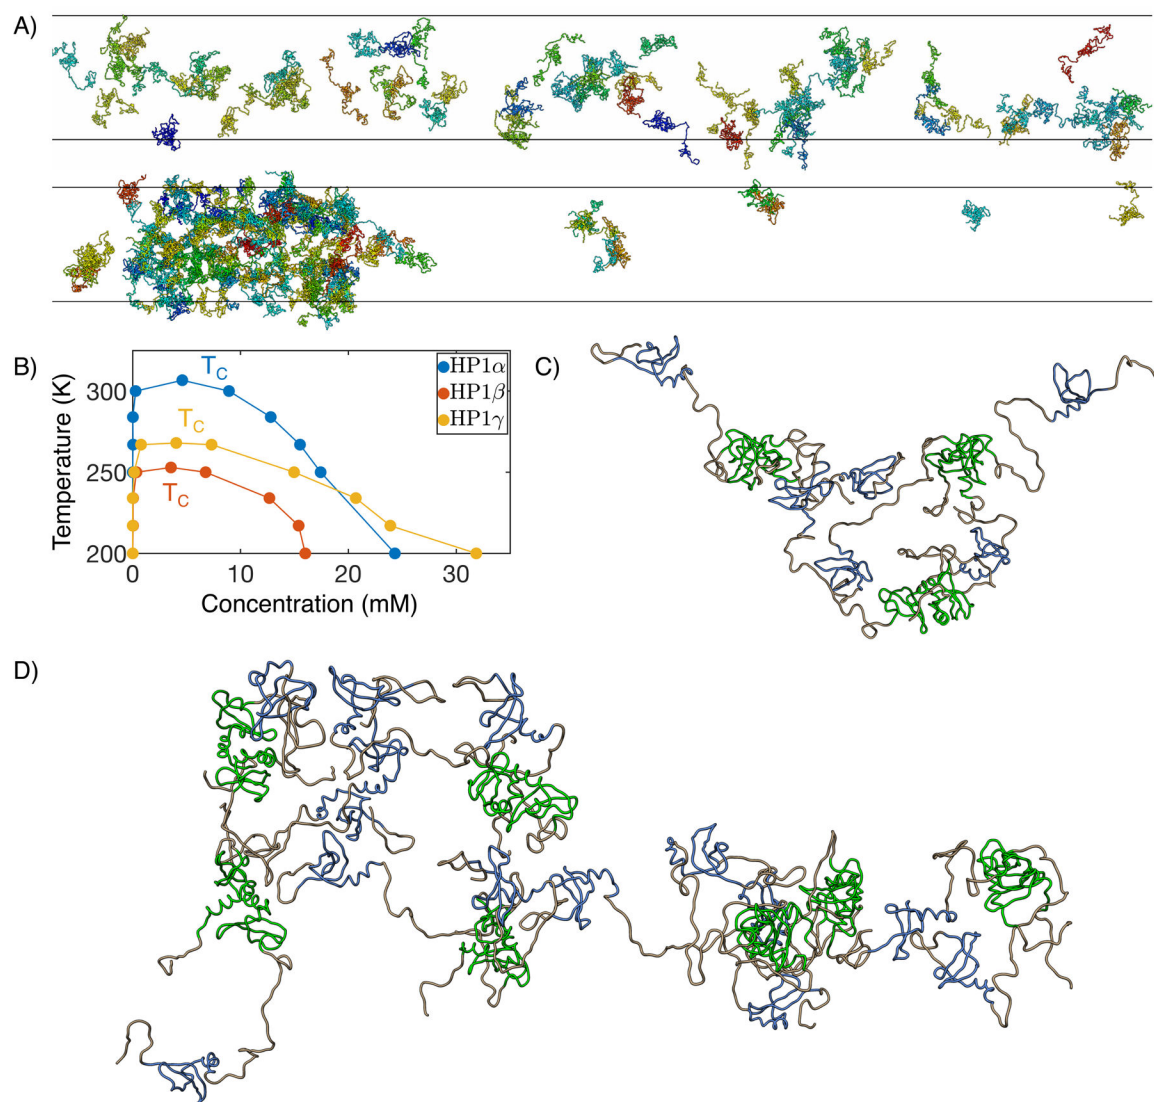 A)
B)
Temperature (K)
300
250
200
T_C
T_C
T_C
HP1α
HP1β
HP1γ
0
10
20
30
Concentration (mM)
C)
D)